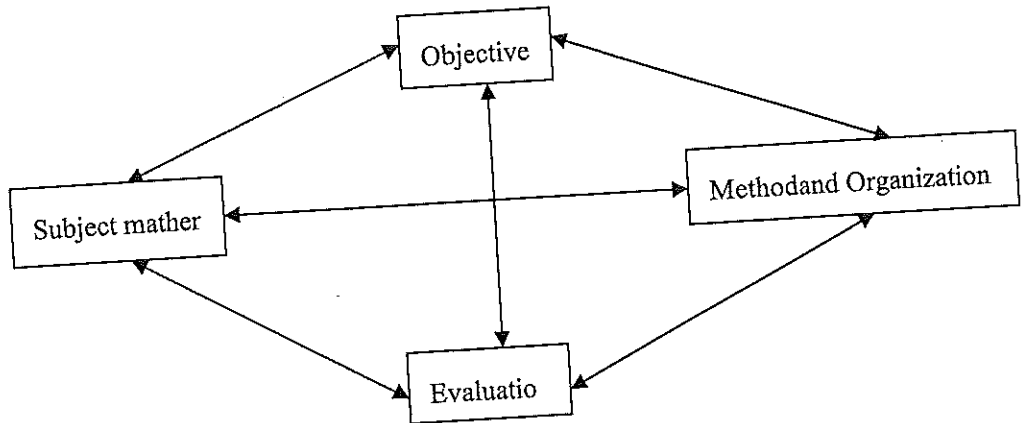 Objective
Methodand Organization
Subject mather
Evaluatio